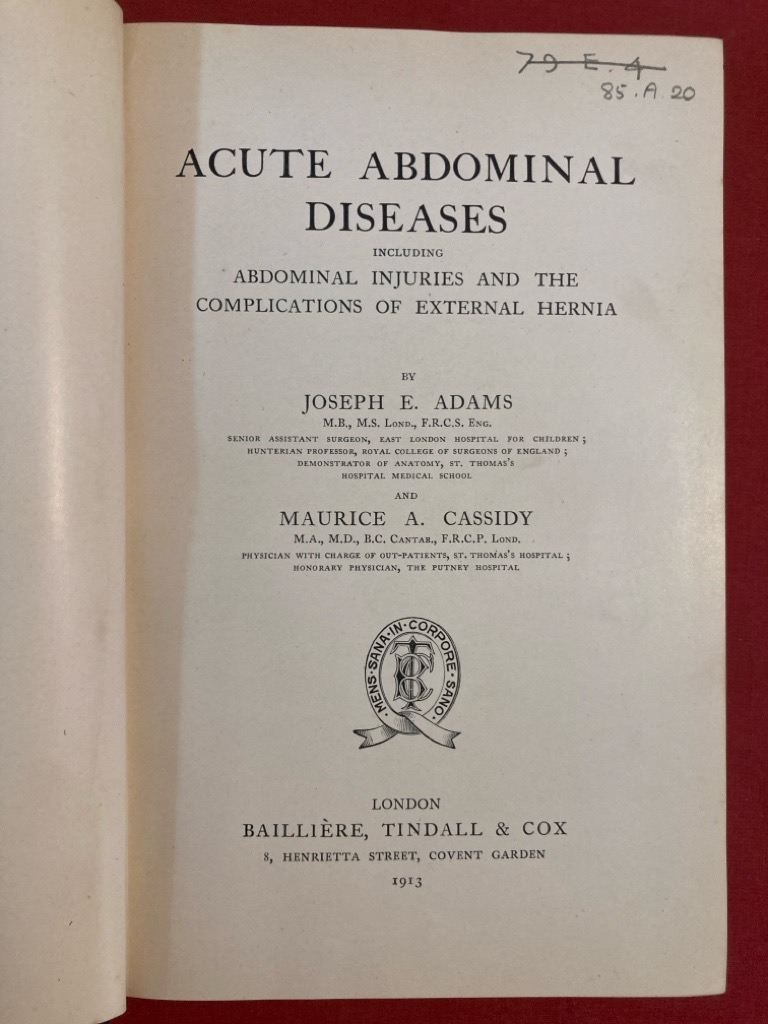 79 E. 4
85.A.20
ACUTE ABDOMINAL
DISEASES
INCLUDING
ABDOMINAL INJURIES AND THE
COMPLICATIONS OF EXTERNAL HERNIA
BY
JOSEPH E. ADAMS
M.B., M.S. LOND., F.R.C.S. ENG.
SENIOR ASSISTANT SURGEON, EAST LONDON HOSPITAL FOR CHILDREN ;
HUNTERIAN PROFESSOR, ROYAL COLLEGE OF SURGEONS OF ENGLAND ;
DEMONSTRATOR OF ANATOMY, ST. THOMAS'S
HOSPITAL MEDICAL SCHOOL
AND
MAURICE A. CASSIDY
M.A., M.D., B.C. CANTAB., F.R.C.P. LOND.
PHYSICIAN WITH CHARGE OF OUT-PATIENTS, ST. THOMAS'S HOSPITAL ;
HONORARY PHYSICIAN, THE PUTNEY HOSPITAL
·MENS·SANA·IN·CORPORE·SANO·
BTC
LONDON
BAILLIÈRE, TINDALL & COX
8, HENRIETTA STREET, COVENT GARDEN
1913